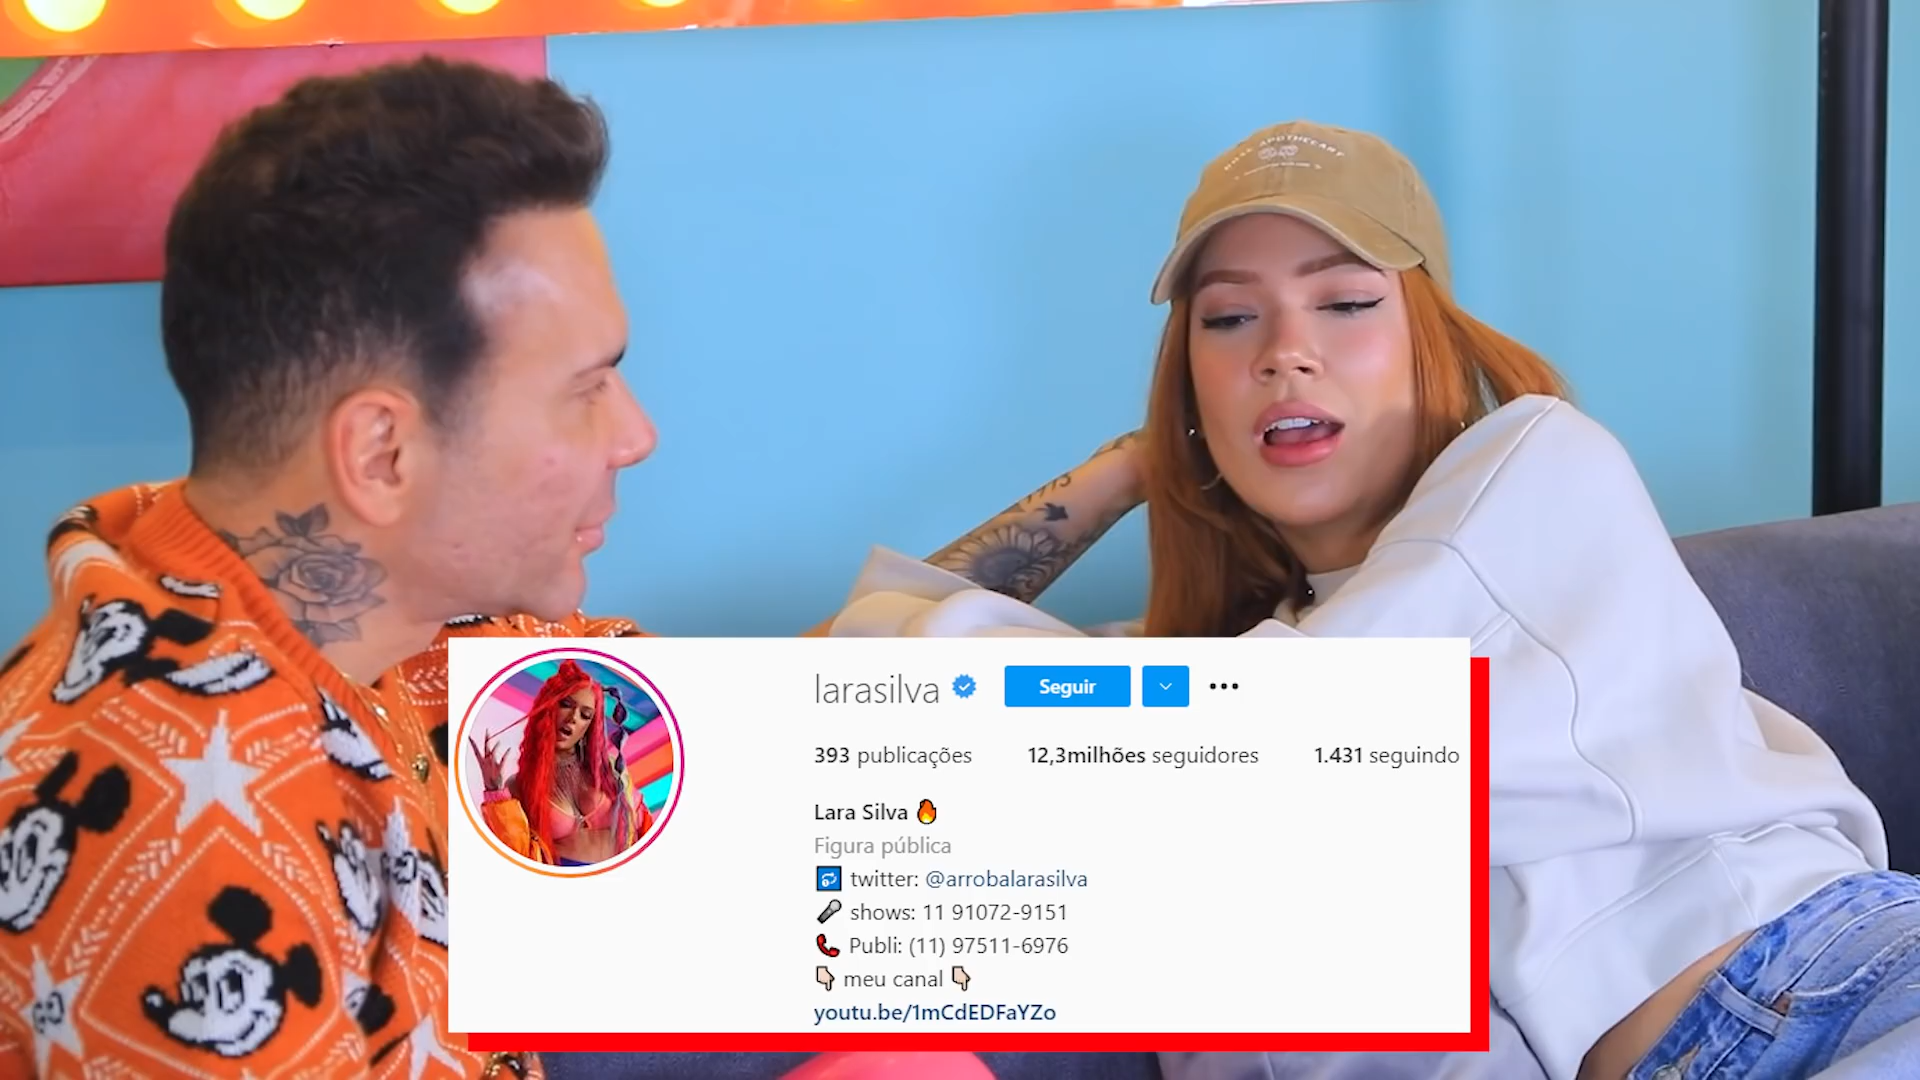 APOTHECARY
larasilva
Seguir
393 publicações 12,3milhões seguidores 1.431 seguindo
Lara Silva 🔥
Figura pública
twitter: @arrobalarasilva
🎤 shows: 11 91072-9151
📞 Publi: (11) 97511-6976
👇🏻 meu canal 👇🏻
youtu.be/1mCdEDFaYZo